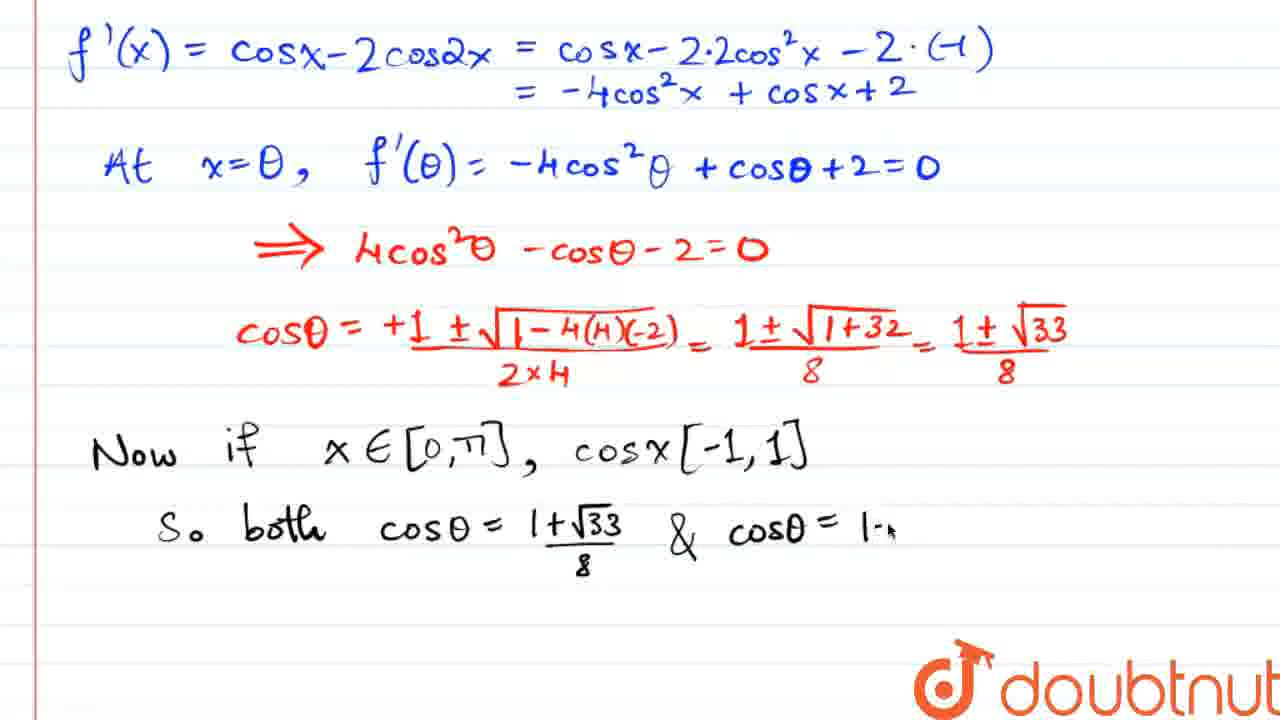 f'(x) = cosx - 2cos2x = cosx - 2·2cos²x - 2·(-1)
= -4cos²x + cosx + 2
At x=θ, f'(θ) = -4cos²θ + cosθ + 2 = 0
⟹ 4cos²θ - cosθ - 2 = 0
cosθ = +1 ± √(1-4(4)(-2)) / 2×4 = 1 ± √(1+32) / 8 = 1 ± √33 / 8
Now if x ∈ [0,π], cosx [-1, 1]
So both cosθ = 1+√33 / 8 & cosθ = 1-
doubtnut